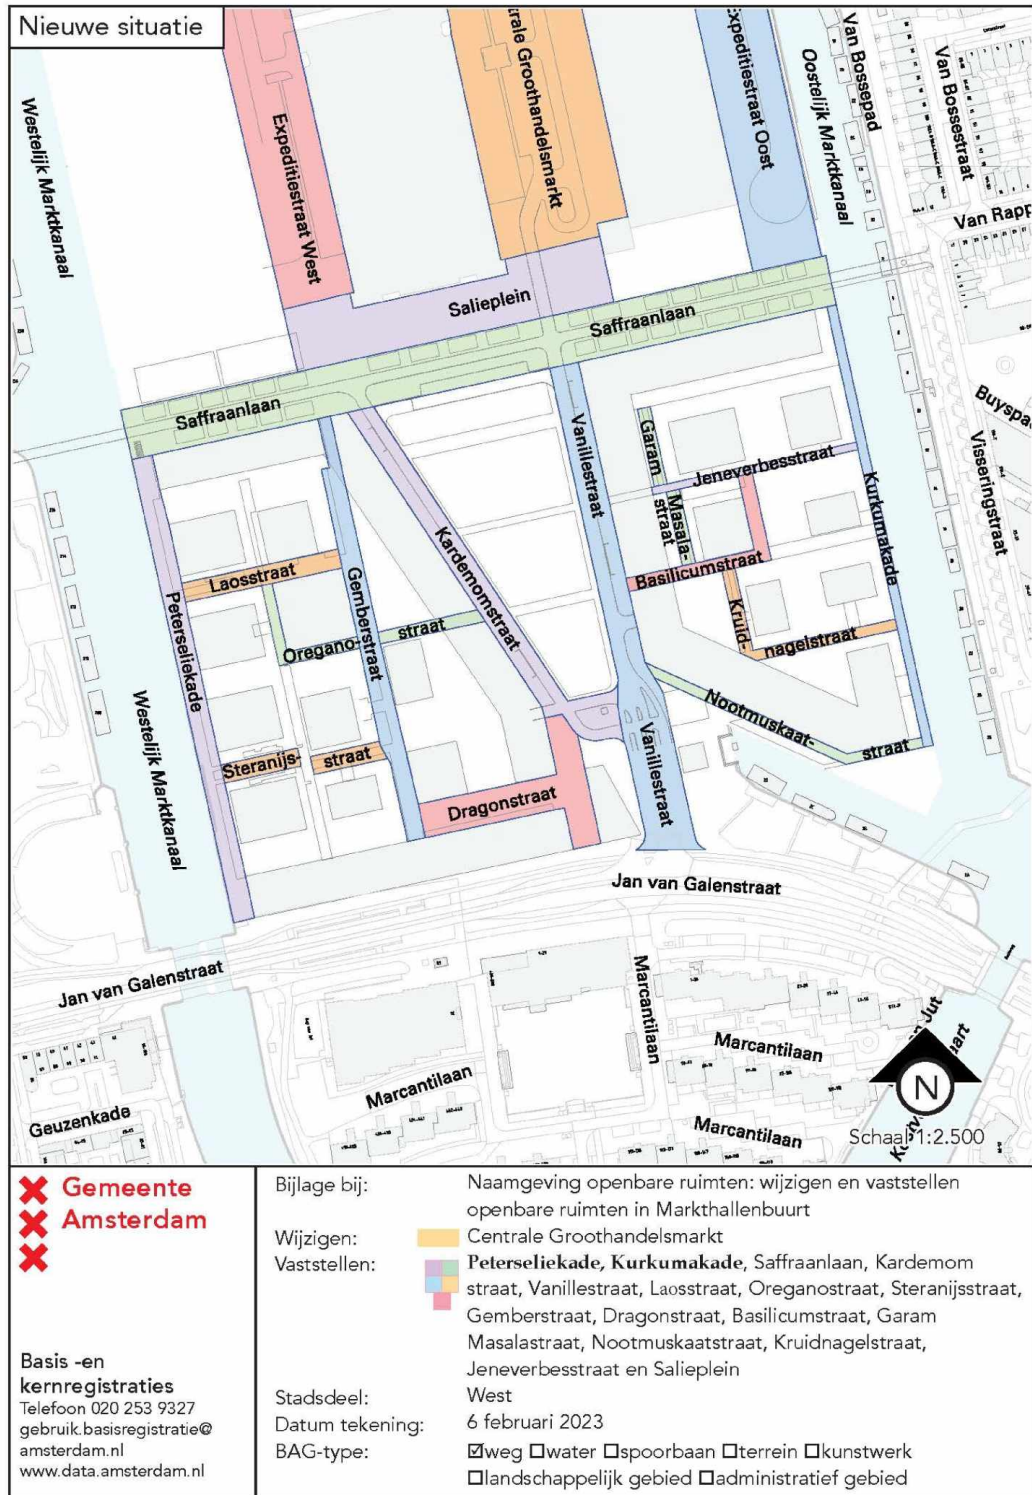 Nieuwe situatie
Westelijk Marktkanaal
Expeditiestraat West
Centrale Groothandelsmarkt
Expeditiestraat Oost
Oostelijk Marktkanaal
Van Bossepad
Van Bossestraat
Van Rapp
Salieplein
Saffraanlaan
Saffraanlaan
Buyspa
Visseringstraat
Vanillestraat
Garam
Masala-
straat
Jeneverbesstraat
Kurkumakade
Kardemomstraat
Basilicumstraat
Laosstraat
Peterseliekade
Gemberstraat
Oregano-
straat
Kruid-
nagelstraat
Nootmuskaat-
straat
Westelijk Marktkanaal
Steranijs-
straat
Vanillestraat
Dragonstraat
Jan van Galenstraat
Jan van Galenstraat
Marcantilaan
Marcantilaan
Marcantilaan
Marcantilaan
Geuzenkade
Jut
N
Schaal 1:2.500
Gemeente
Amsterdam
Basis -en
kernregistraties
Telefoon 020 253 9327
gebruik.basisregistratie@
amsterdam.nl
www.data.amsterdam.nl
Bijlage bij: Naamgeving openbare ruimten: wijzigen en vaststellen
openbare ruimten in Markthallenbuurt
Wijzigen: Centrale Groothandelsmarkt
Vaststellen: Peterseliekade, Kurkumakade, Saffraanlaan, Kardemom
straat, Vanillestraat, Laosstraat, Oreganostraat, Steranijsstraat,
Gemberstraat, Dragonstraat, Basilicumstraat, Garam
Masalastraat, Nootmuskaatstraat, Kruidnagelstraat,
Jeneverbesstraat en Salieplein
Stadsdeel: West
Datum tekening: 6 februari 2023
BAG-type: ☑weg ☐water ☐spoorbaan ☐terrein ☐kunstwerk
☐landschappelijk gebied ☐administratief gebied